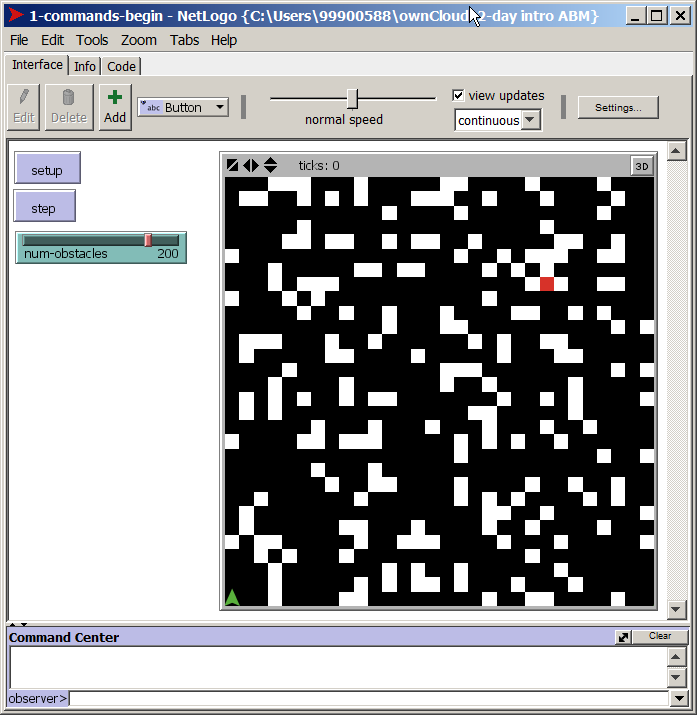 1-commands-begin - NetLogo {C:\Users\99900588\ownCloud\2-day intro ABM}
File Edit Tools Zoom Tabs Help
Interface Info Code
Edit Delete Add abc Button normal speed view updates continuous Settings...
setup
step
num-obstacles 200
ticks: 0 3D
Command Center Clear
observer>